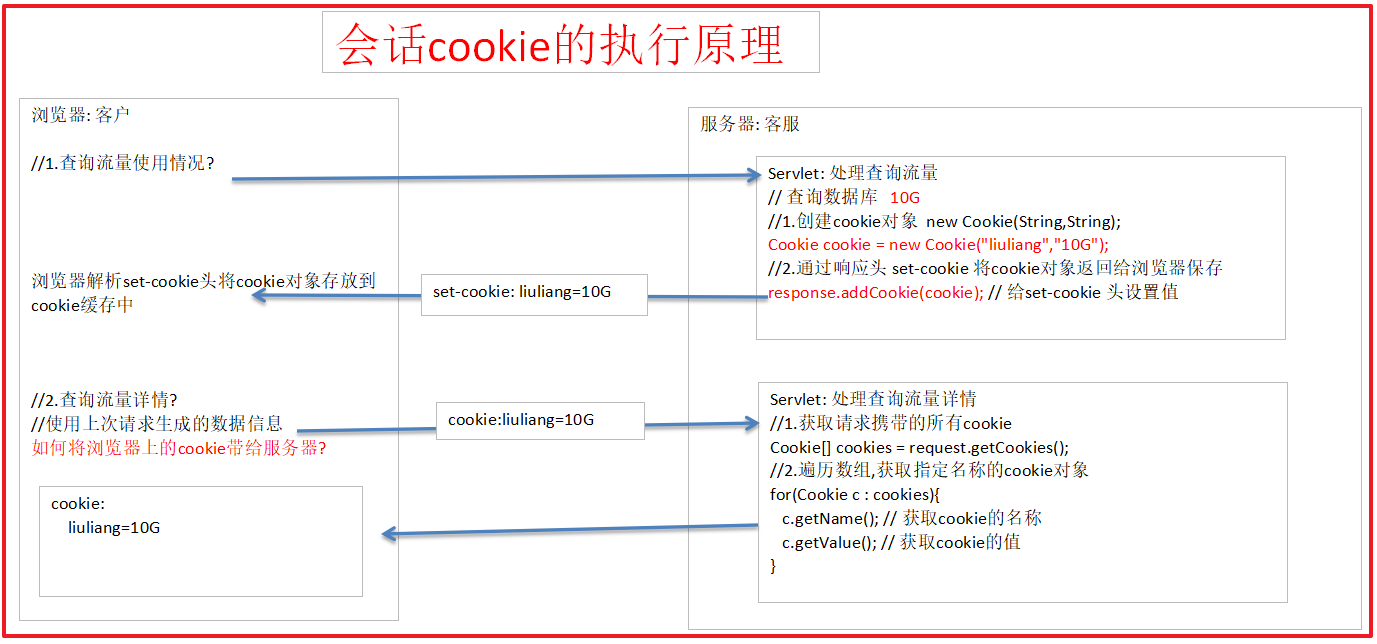 会话cookie的执行原理
浏览器: 客户
//1.查询流量使用情况?
浏览器解析set-cookie头将cookie对象存放到
cookie缓存中
//2.查询流量详情?
//使用上次请求生成的数据信息
如何将浏览器上的cookie带给服务器?
cookie:
liuliang=10G
set-cookie: liuliang=10G
cookie:liuliang=10G
服务器: 客服
Servlet: 处理查询流量
// 查询数据库 10G
//1.创建cookie对象 new Cookie(String,String);
Cookie cookie = new Cookie("liuliang","10G");
//2.通过响应头 set-cookie 将cookie对象返回给浏览器保存
response.addCookie(cookie); // 给set-cookie 头设置值
Servlet: 处理查询流量详情
//1.获取请求携带的所有cookie
Cookie[] cookies = request.getCookies();
//2.遍历数组,获取指定名称的cookie对象
for(Cookie c : cookies){
c.getName(); // 获取cookie的名称
c.getValue(); // 获取cookie的值
}